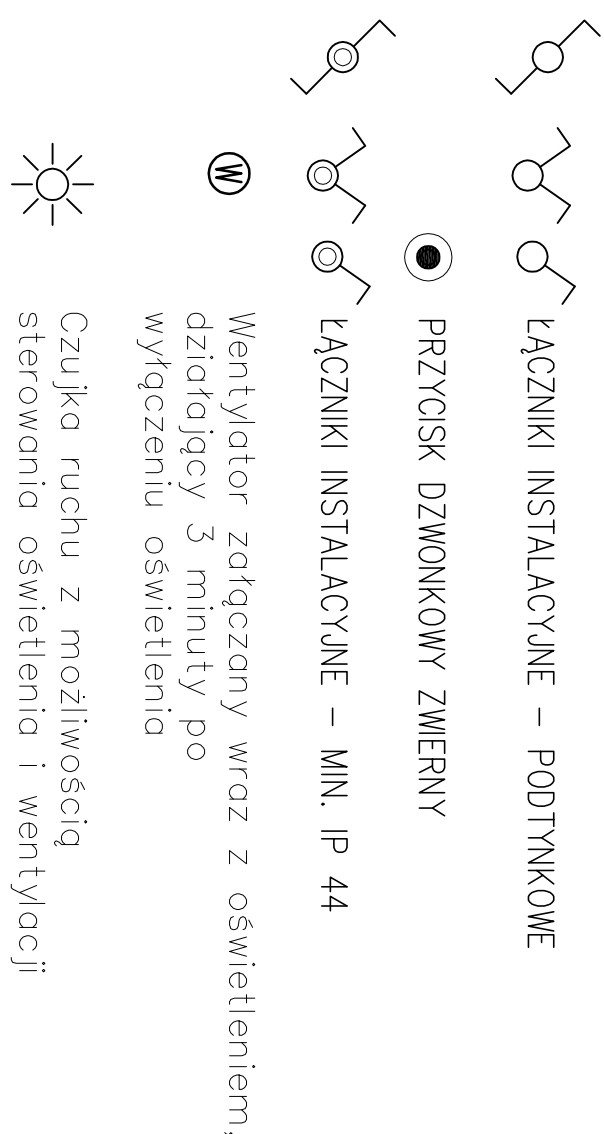 ŁĄCZNIKI INSTALACYJNE – PODTYNKOWE
PRZYCISK DZWONKOWY ZWIERNY
ŁĄCZNIKI INSTALACYJNE – MIN. IP 44
W
Wentylator załączany wraz z oświetleniem,
działający 3 minuty po
wyłączeniu oświetlenia
Czujka ruchu z możliwością
sterowania oświetlenia i wentylacji